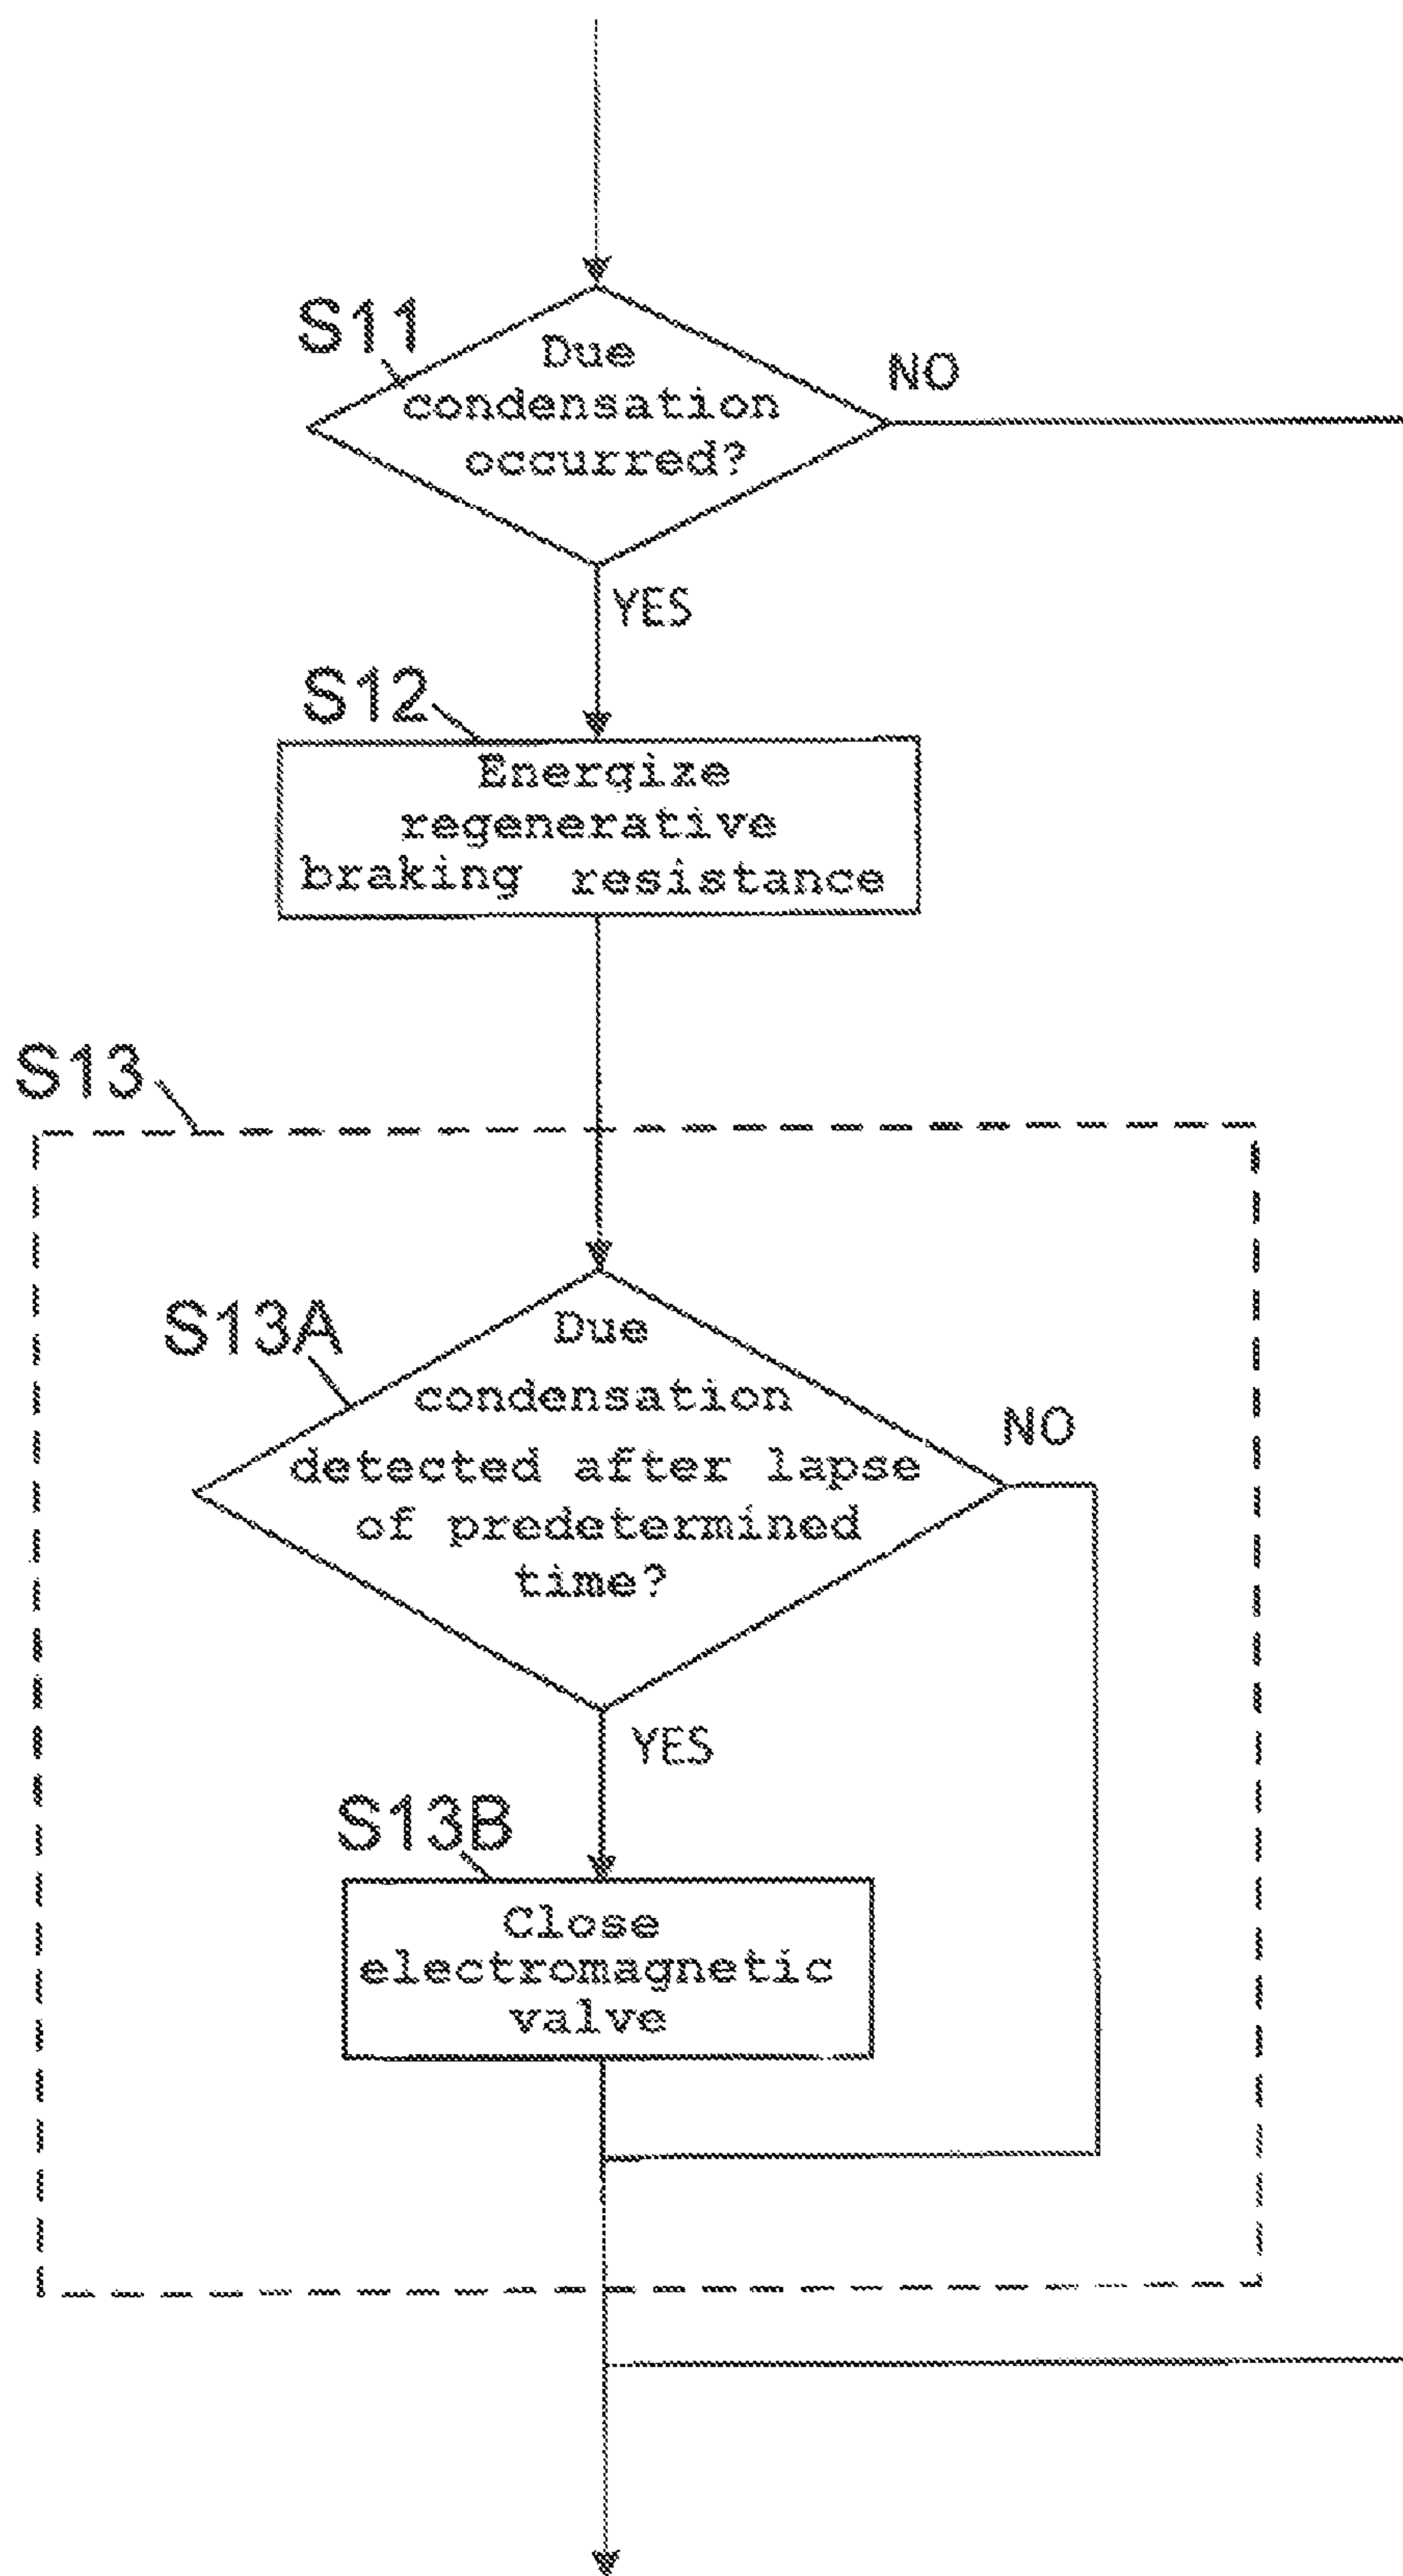 S11
Due
condensation
occurred?
NO
YES
S12
Energize
regenerative
braking resistance
S13
S13A
Due
condensation
detected after lapse
of predetermined
time?
NO
YES
S13B
Close
electromagnetic
valve